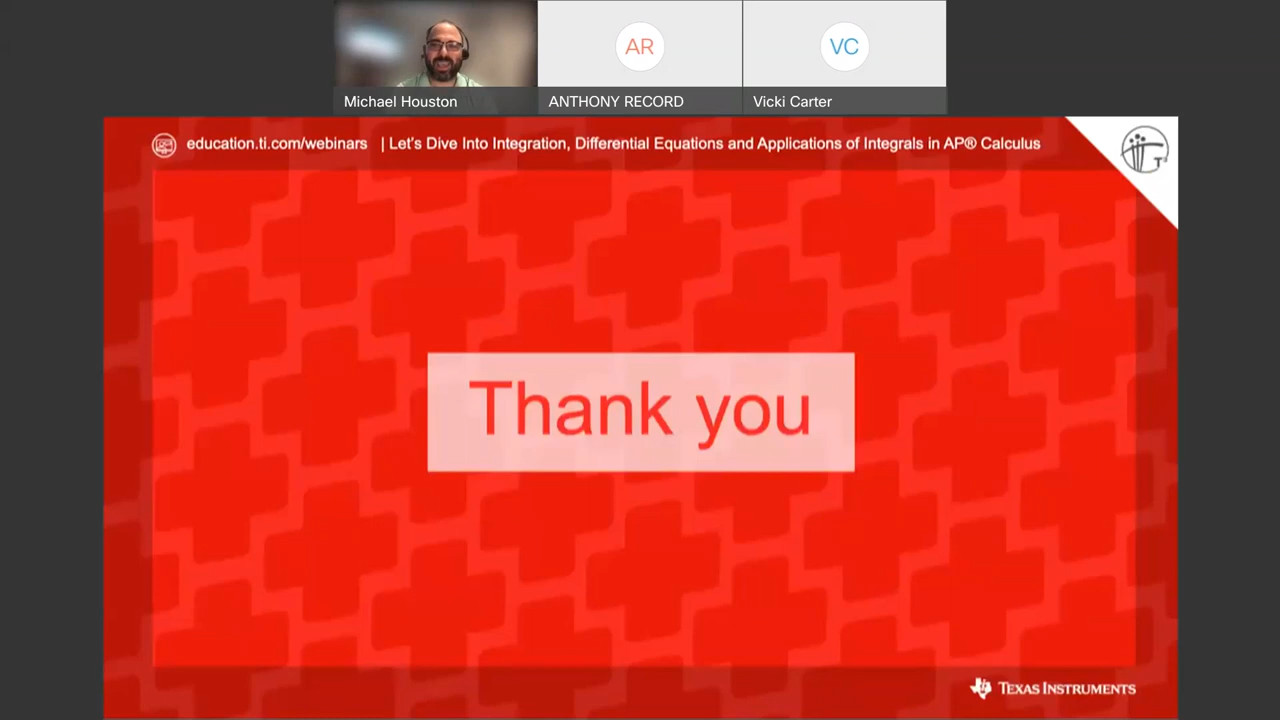 AR
VC
Michael Houston
ANTHONY RECORD
Vicki Carter
education.ti.com/webinars | Let's Dive Into Integration, Differential Equations and Applications of Integrals in AP® Calculus
T³
Thank you
TEXAS INSTRUMENTS